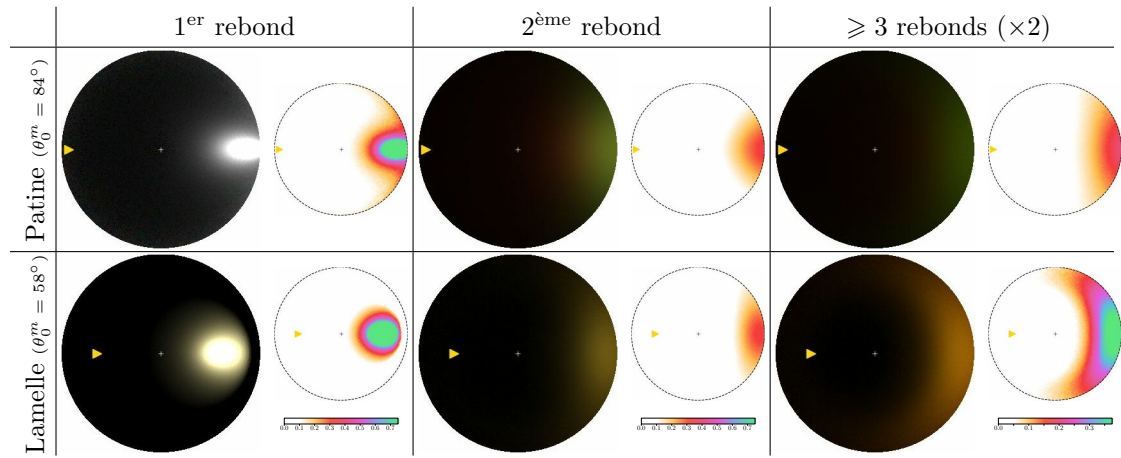 1er rebond
2ème rebond
⩾ 3 rebonds (×2)
Patine (θ₀ᵐ = 84°)
Lamelle (θ₀ᵐ = 58°)
0.0 0.1 0.2 0.3 0.4 0.5 0.6 0.7
0.0 0.1 0.2 0.3 0.4 0.5 0.6 0.7
0.0 0.1 0.2 0.3